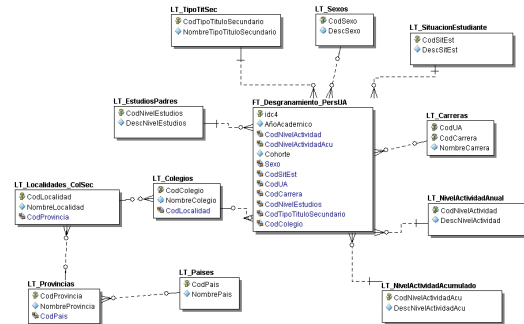 LT_TipoTitSec
CodTipoTituloSecundario
NombreTipoTituloSecundario
LT_Sexos
CodSexo
DescSexo
LT_SituacionEstudiante
CodSitEst
DescSitEst
LT_EstudiosPadres
CodNivelEstudios
DescNivelEstudios
FT_Desgranamiento_PersUA
idc4
AñoAcademico
CodNivelActividad
CodNivelActividadAcu
Cohorte
Sexo
CodSitEst
CodUA
CodCarrera
CodNivelEstudios
CodTipoTituloSecundario
CodColegio
LT_Carreras
CodUA
CodCarrera
NombreCarrera
LT_Localidades_ColSec
CodLocalidad
NombreLocalidad
CodProvincia
LT_Colegios
CodColegio
NombreColegio
CodLocalidad
LT_NivelActividadAnual
CodNivelActividad
DescNivelActividad
LT_Provincias
CodProvincia
NombreProvincia
CodPais
LT_Paises
CodPais
NombrePais
LT_NivelActividadAcumulado
CodNivelActividadAcu
DescNivelActividadAcu